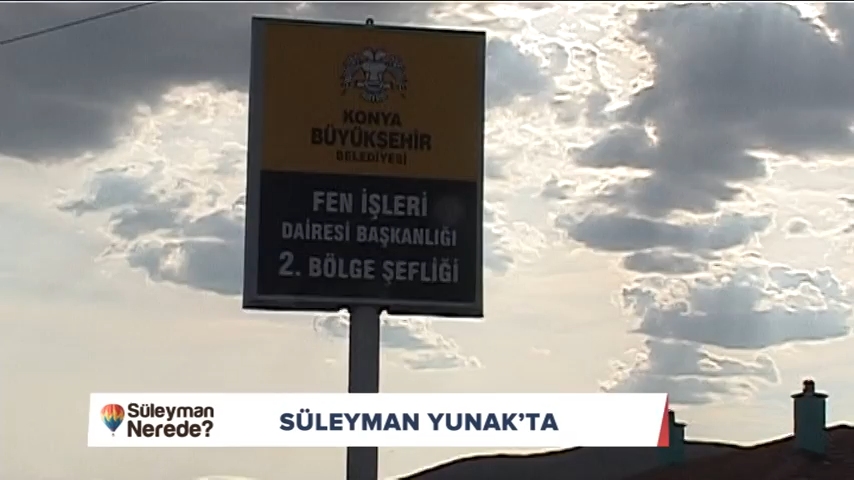 KONYA
BÜYÜKŞEHİR
BELEDİYESİ
FEN İŞLERİ
DAİRESİ BAŞKANLIĞI
2. BÖLGE ŞEFLİĞİ
Süleyman
Nerede?
SÜLEYMAN YUNAK'TA